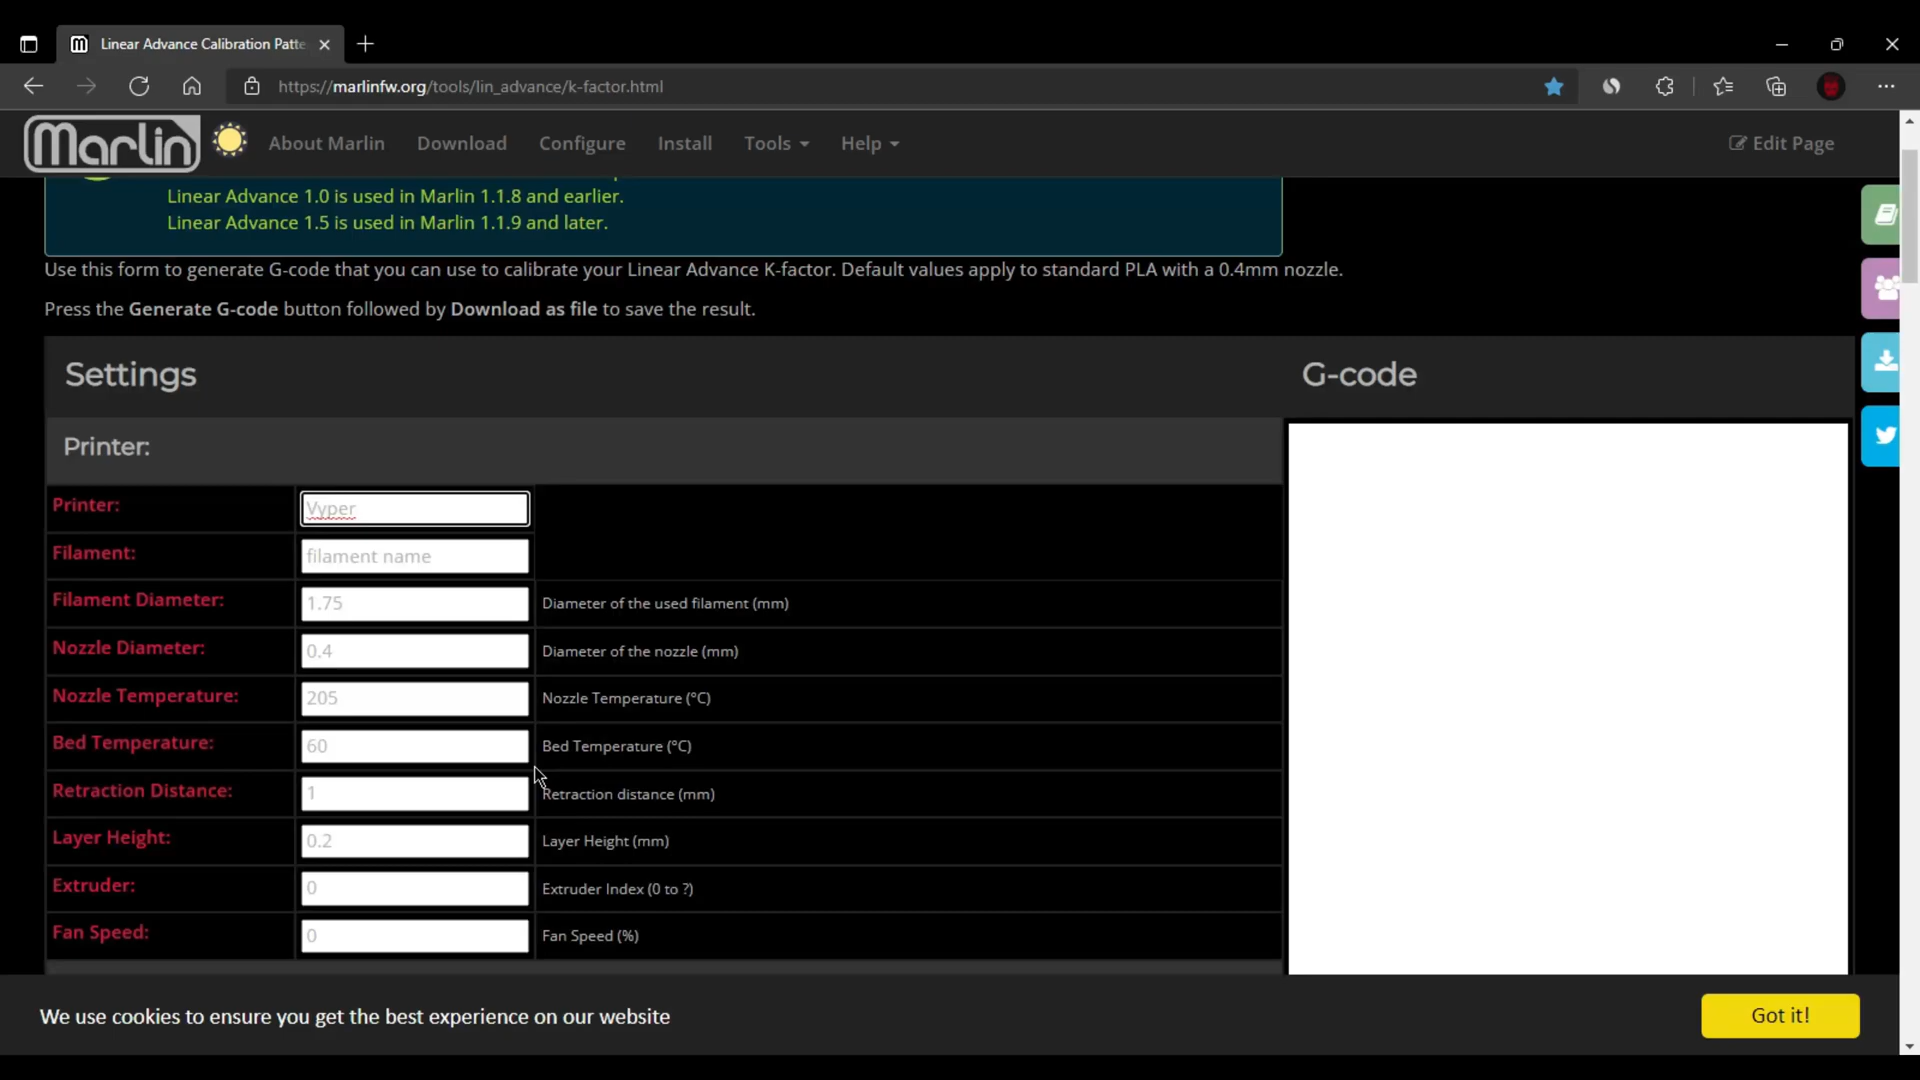 Linear Advance Calibration Patte
https://marlinfw.org/tools/lin_advance/k-factor.html
Marlin
About Marlin
Download
Configure
Install
Tools
Help
Edit Page
Linear Advance 1.0 is used in Marlin 1.1.8 and earlier.
Linear Advance 1.5 is used in Marlin 1.1.9 and later.
Use this form to generate G-code that you can use to calibrate your Linear Advance K-factor. Default values apply to standard PLA with a 0.4mm nozzle.
Press the Generate G-code button followed by Download as file to save the result.
Settings
G-code
Printer:
Printer: Vyper
Filament: filament name
Filament Diameter: 1.75 Diameter of the used filament (mm)
Nozzle Diameter: 0.4 Diameter of the nozzle (mm)
Nozzle Temperature: 205 Nozzle Temperature (°C)
Bed Temperature: 60 Bed Temperature (°C)
Retraction Distance: 1 Retraction distance (mm)
Layer Height: 0.2 Layer Height (mm)
Extruder: 0 Extruder Index (0 to ?)
Fan Speed: 0 Fan Speed (%)
We use cookies to ensure you get the best experience on our website
Got it!